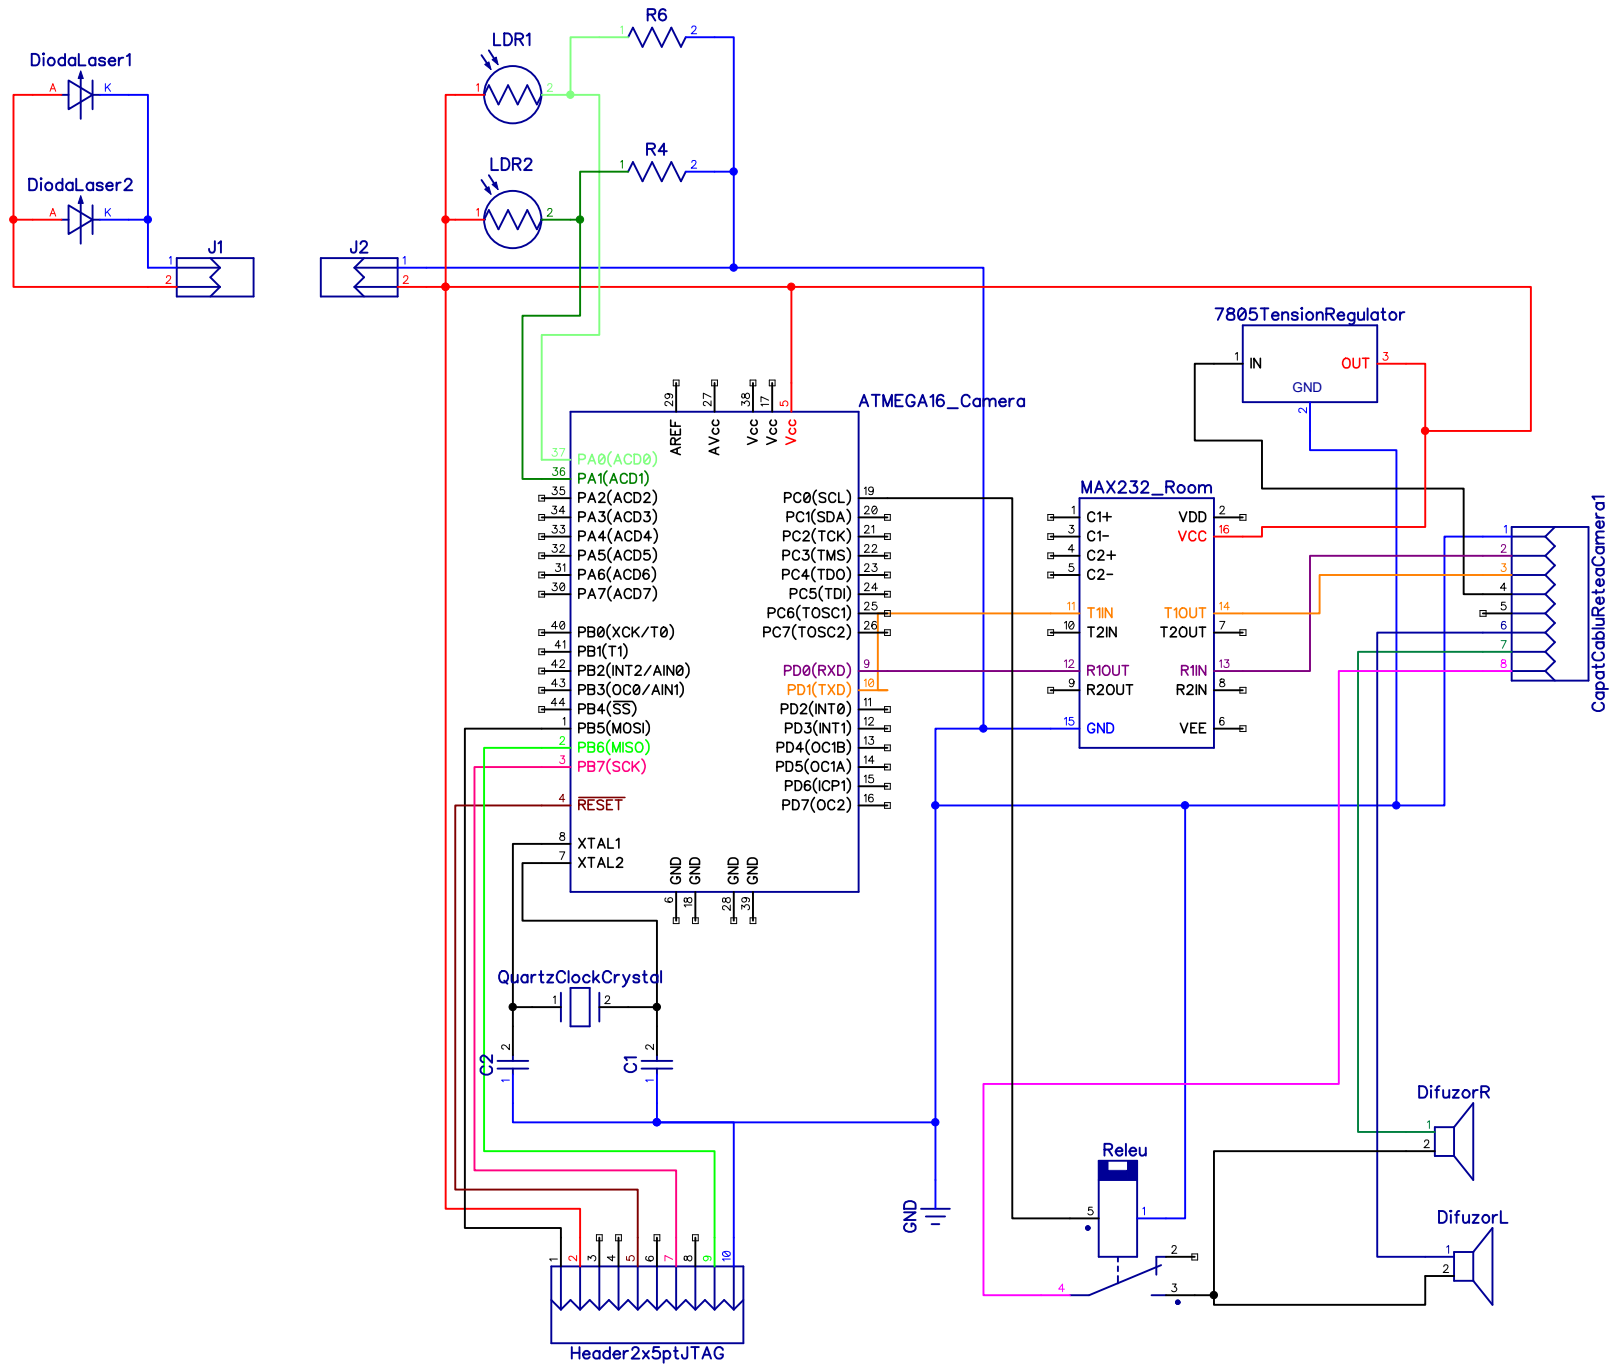 R6
1 2
LDR1
1 2
DiodaLaser1
A K
R4
1 2
LDR2
1 2
DiodaLaser2
A K
J1
1
2
J2
1
2
7805TensionRegulator
1 IN OUT 3
GND
2
ATMEGA16_Camera
29 27 38 17 5
AREF AVcc Vcc Vcc Vcc
37 PA0(ACD0)
36 PA1(ACD1)
35 PA2(ACD2)
34 PA3(ACD3)
33 PA4(ACD4)
32 PA5(ACD5)
31 PA6(ACD6)
30 PA7(ACD7)
40 PB0(XCK/T0)
41 PB1(T1)
42 PB2(INT2/AIN0)
43 PB3(OC0/AIN1)
44 PB4(SS)
1 PB5(MOSI)
2 PB6(MISO)
3 PB7(SCK)
4 RESET
8 XTAL1
7 XTAL2
PC0(SCL) 19
PC1(SDA) 20
PC2(TCK) 21
PC3(TMS) 22
PC4(TDO) 23
PC5(TDI) 24
PC6(TOSC1) 25
PC7(TOSC2) 26
PD0(RXD) 9
PD1(TXD) 10
PD2(INT0) 11
PD3(INT1) 12
PD4(OC1B) 13
PD5(OC1A) 14
PD6(ICP1) 15
PD7(OC2) 16
GND GND GND GND
6 18 28 39
MAX232_Room
1 C1+ VDD 2
3 C1- VCC 16
4 C2+
5 C2-
11 T1IN T1OUT 14
10 T2IN T2OUT 7
12 R1OUT R1IN 13
9 R2OUT R2IN 8
15 GND VEE 6
CapatCabluReteaCamera1
1
2
3
4
5
6
7
8
QuartzClockCrystal
1 2
C2
2
1
C1
2
1
GND
Releu
5 1
2
4 3
DifuzorR
1
2
DifuzorL
1
2
1 2 3 4 5 6 7 8 9 10
Header2x5ptJTAG